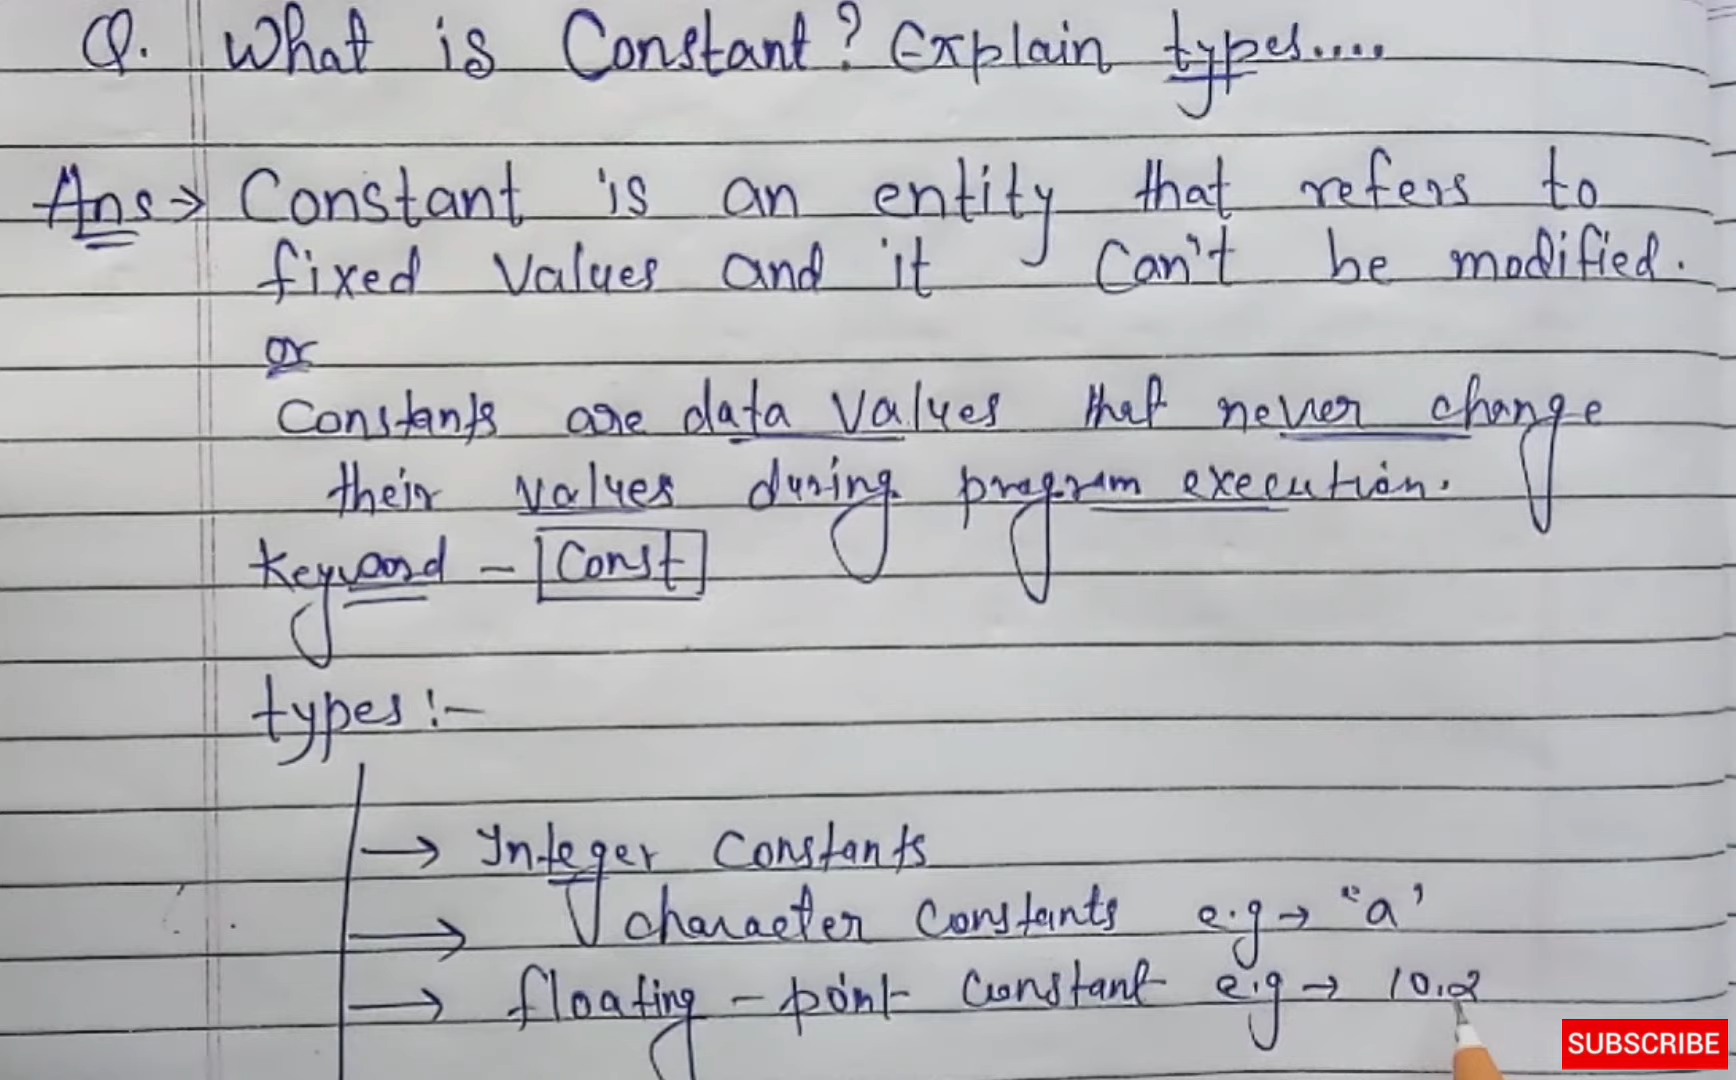 Q. What is Constant? Explain types....
Ans → Constant is an entity that refers to
fixed values and it can't be modified.
or
Constants are data values that never change
their values during program execution.
Keyword - Const
types :-
→ Integer Constants
→ character constants e.g → "a'
→ floating - point constant e.g → 10.2
SUBSCRIBE